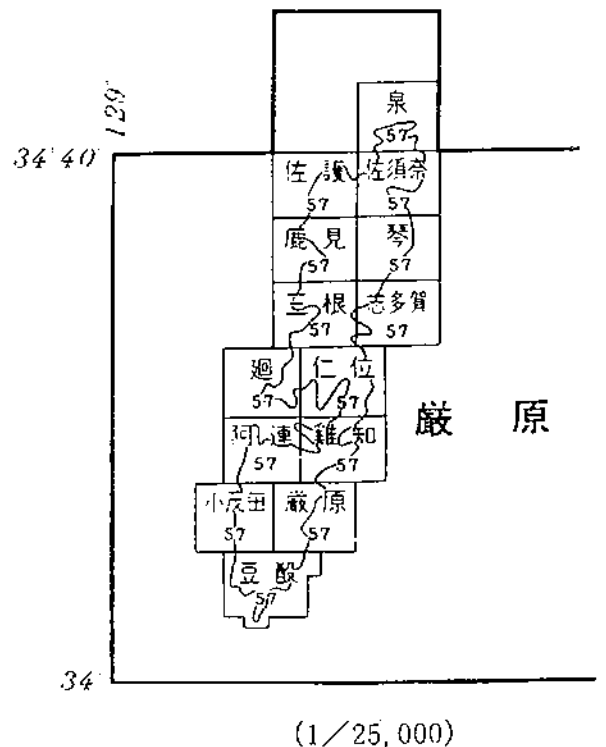 129°
泉
57
34°40′
佐護 佐須奈
57 57
鹿見 琴
57 57
三根 志多賀
57 57
廻 仁位
57 57
阿連 雞知
57 57
厳原
小茂田 厳原
57 57
豆酘
57
34°
(1/25,000)